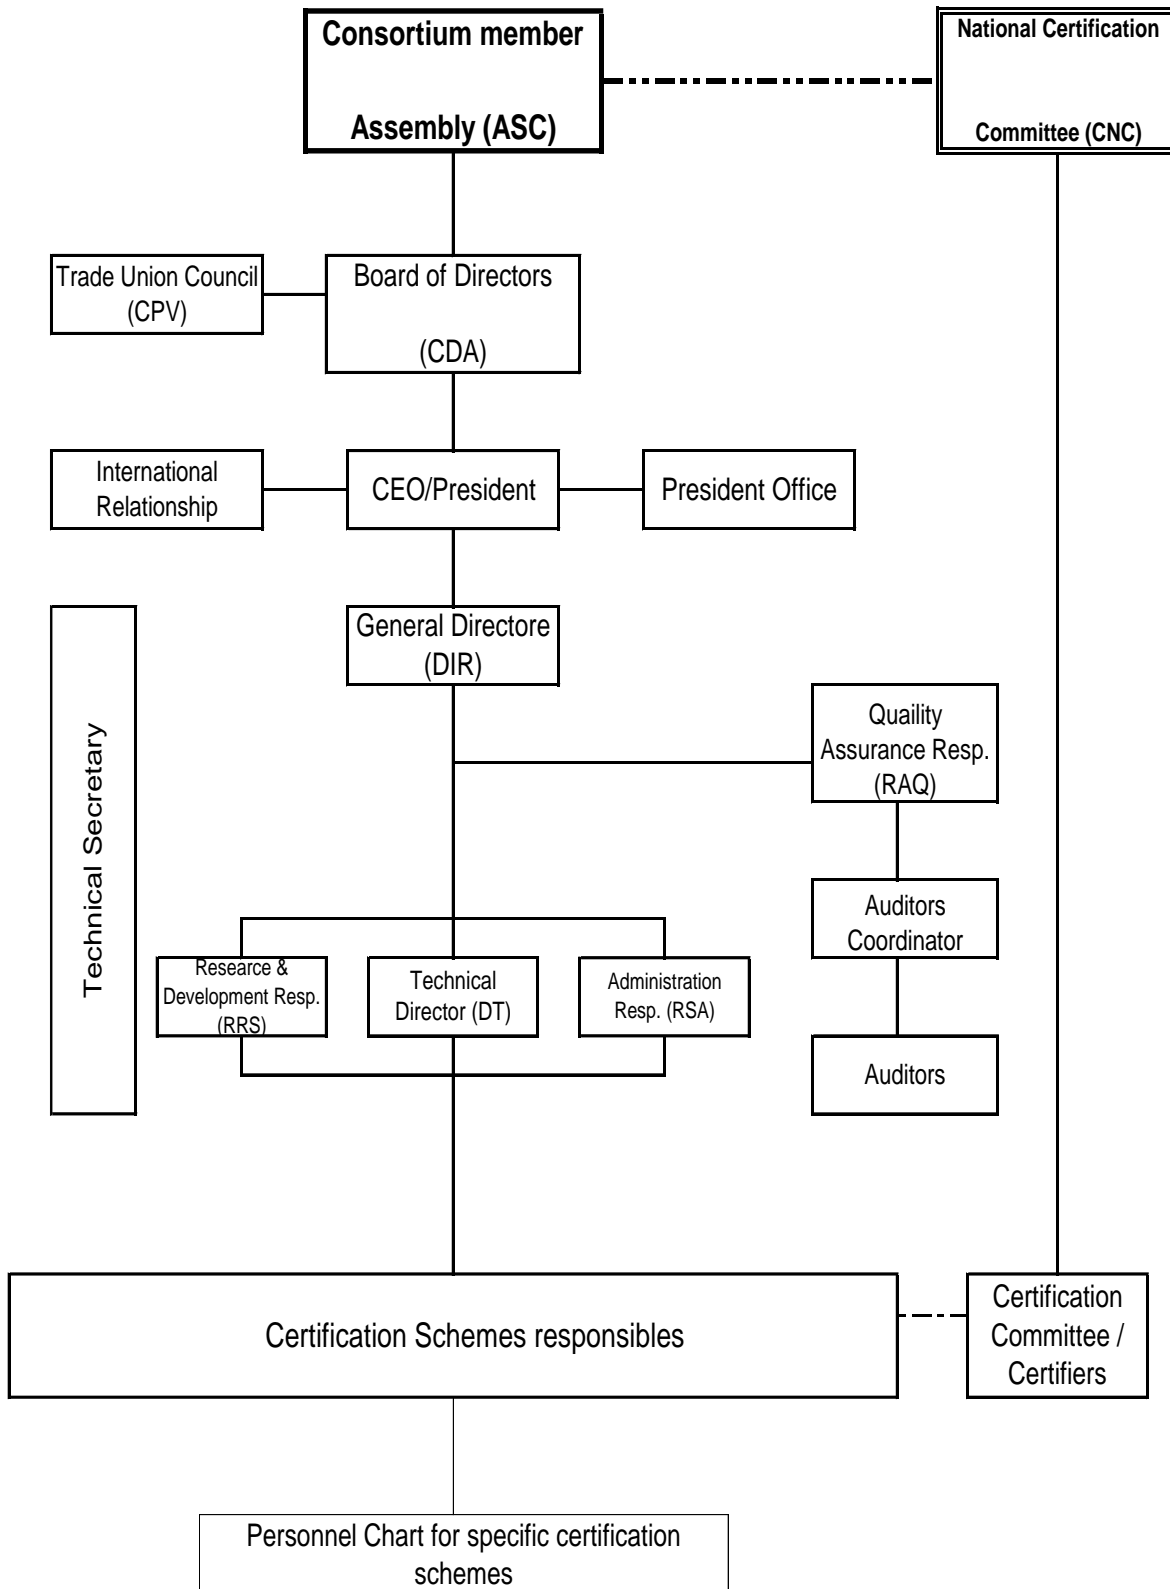 Consortium member
Assembly (ASC)
National Certification
Committee (CNC)
Trade Union Council
(CPV)
Board of Directors
(CDA)
International
Relationship
CEO/President
President Office
General Directore
(DIR)
Technical Secretary
Quaility
Assurance Resp.
(RAQ)
Auditors
Coordinator
Researce &
Development Resp.
(RRS)
Technical
Director (DT)
Administration
Resp. (RSA)
Auditors
Certification Schemes responsibles
Certification
Committee /
Certifiers
Personnel Chart for specific certification
schemes